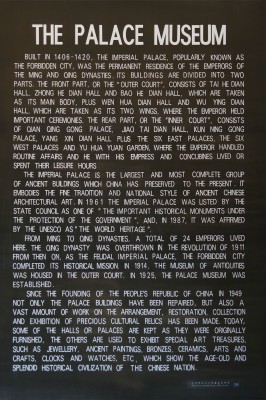 THE PALACE MUSEUM
BUILT IN 1406-1420, THE IMPERIAL PALACE, POPULARLY KNOWN AS
THE FORBIDDEN CITY, WAS THE PERMANENT RESIDENCE OF THE EMPERORS OF
THE MING AND QING DYNASTIES. ITS BUILDINGS ARE DIVIDED INTO TWO
PARTS. THE FRONT PART, OR THE "OUTER COURT", CONSISTS OF TAI HE DIAN
HALL, ZHONG HE DIAN HALL AND BAO HE DIAN HALL, WHICH ARE TAKEN
AS ITS MAIN BODY, PLUS WEN HUA DIAN HALL AND WU YING DIAN
HALL, WHICH ARE TAKEN AS ITS TWO WINGS. WHERE THE EMPEROR HELD
IMPORTANT CEREMONIES. THE REAR PART, OR THE "INNER COURT", CONSISTS
OF QIAN QING GONG PALACE, JIAO TAI DIAN HALL, KUN NING GONG
PALACE, YANG XIN DIAN HALL PLUS THE SIX EAST PALACES, THE SIX
WEST PALACES AND YU HUA YUAN GARDEN, WHERE THE EMPEROR HANDLED
ROUTINE AFFAIRS AND HE WITH HIS EMPRESS AND CONCUBINES LIVED OR
SPENT THEIR LEISURE HOURS
THE IMPERIAL PALACE IS THE LARGEST AND MOST COMPLETE GROUP
OF ANCIENT BUILDINGS WHICH CHINA HAS PRESERVED TO THE PRESENT. IT
EMBODIES THE FINE TRADITION AND NATIONAL STYLE OF ANCIENT CHINESE
ARCHITECTURAL ART. IN 1961 THE IMPERIAL PALACE WAS LISTED BY THE
STATE COUNCIL AS ONE OF " THE IMPORTANT HISTORICAL MONUMENTS UNDER
THE PROTECTION OF THE GOVERNMENT ", AND, IN 1987, IT WAS AFFIRMED
BY THE UNESCO AS " THE WORLD HERITAGE ".
FROM MING TO QING DYNASTIES, A TOTAL OF 24 EMPERORS LIVED
HERE. THE QING DYNASTY WAS OVERTHROWN IN THE REVOLUTION OF 1911.
FROM THEN ON, AS THE FEUDAL IMPERIAL PALACE, THE FORBIDDEN CITY
COMPLETED ITS HISTORICAL MISSION. IN 1914, THE MUSEUM OF ANTIQUITIES
WAS HOUSED IN THE OUTER COURT. IN 1925, THE PALACE MUSEUM WAS
ESTABLISHED.
SINCE THE FOUNDING OF THE PEOPLE'S REPUBLIC OF CHINA IN 1949
NOT ONLY THE PALACE BUILDINGS HAVE BEEN REPAIRED, BUT ALSO A
VAST AMOUNT OF WORK ON THE ARRANGEMENT, RESTORATION, COLLECTION
AND EXHIBITION OF PRECIOUS CULTURAL RELICS HAS BEEN MADE TODAY,
SOME OF THE HALLS OR PALACES ARE KEPT AS THEY WERE ORIGINALLY
FURNISHED, THE OTHERS ARE USED TO EXHIBIT SPECIAL ART TREASURES,
SUCH AS JEWELLERY, ANCIENT PAINTINGS, BRONZES, CERAMICS, ARTS AND
CRAFTS, CLOCKS AND WATCHES, ETC., WHICH SHOW THE AGE-OLD AND
SPLENDID HISTORICAL CIVILIZATION OF THE CHINESE NATION.